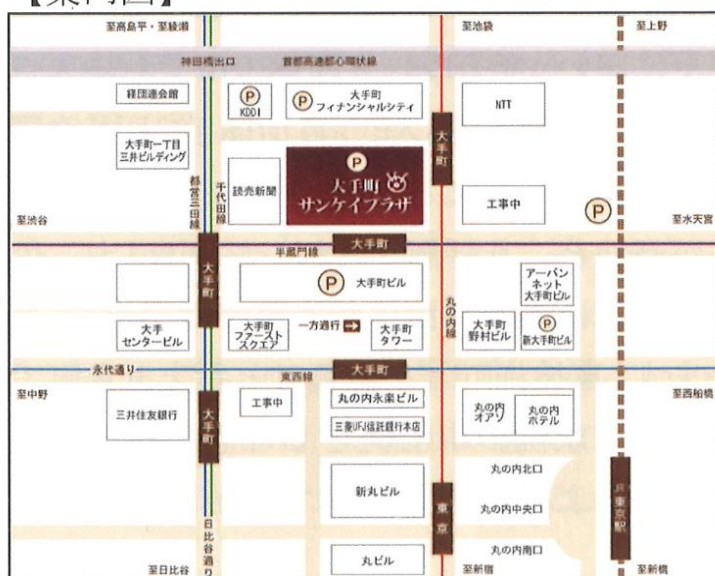 【案内図】
至高島平・至綾瀬
至池袋
至上野
神田橋出口
首都高速都心環状線
経団連会館
P
KDDI
P
大手町
フィナンシャルシティ
NTT
大手町
大手町一丁目
三井ビルディング
都営三田線
千代田線
読売新聞
P
大手町
サンケイプラザ
工事中
P
至渋谷
至水天宮
半蔵門線
大手町
大手町
P
大手町ビル
丸の内線
アーバン
ネット
大手町ビル
大手
センタービル
大手町
ファースト
スクエア
一方通行
大手町
タワー
大手町
野村ビル
P
新大手町ビル
永代通り
東西線
大手町
至中野
至西船橋
三井住友銀行
大手町
工事中
丸の内永楽ビル
三菱UFJ信託銀行本店
丸の内
オアゾ
丸の内
ホテル
新丸ビル
丸の内北口
丸の内中央口
丸の内南口
東京
JR東京駅
日比谷通り
丸ビル
至日比谷
至新宿
至新橋